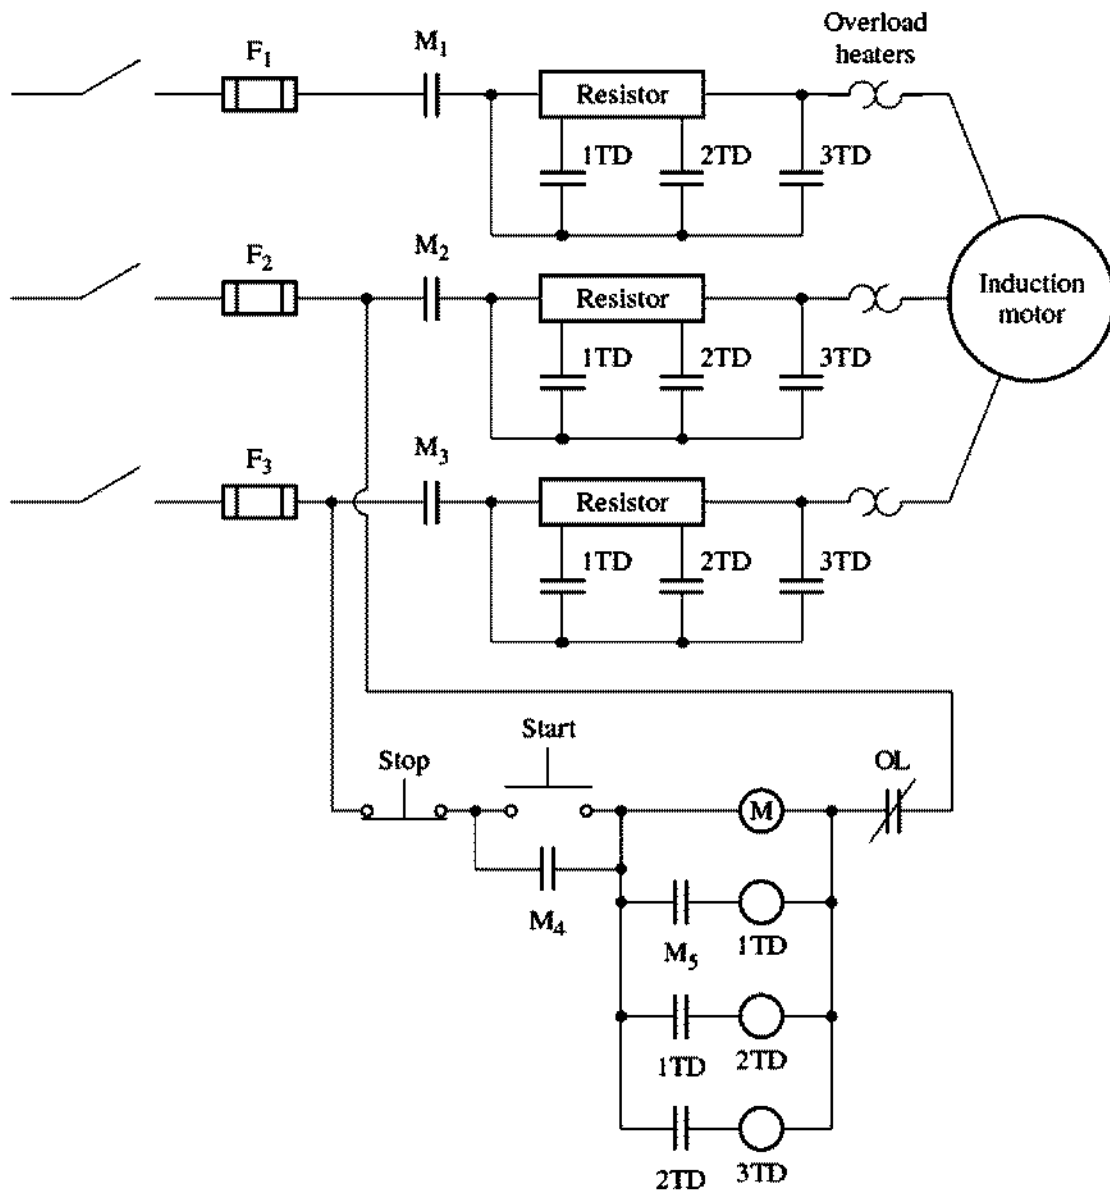 Overload
heaters
F₁
M₁
Resistor
1TD
2TD
3TD
F₂
M₂
Resistor
Induction
motor
1TD
2TD
3TD
F₃
M₃
Resistor
1TD
2TD
3TD
Start
Stop
OL
M
M₄
M₅
1TD
1TD
2TD
2TD
3TD